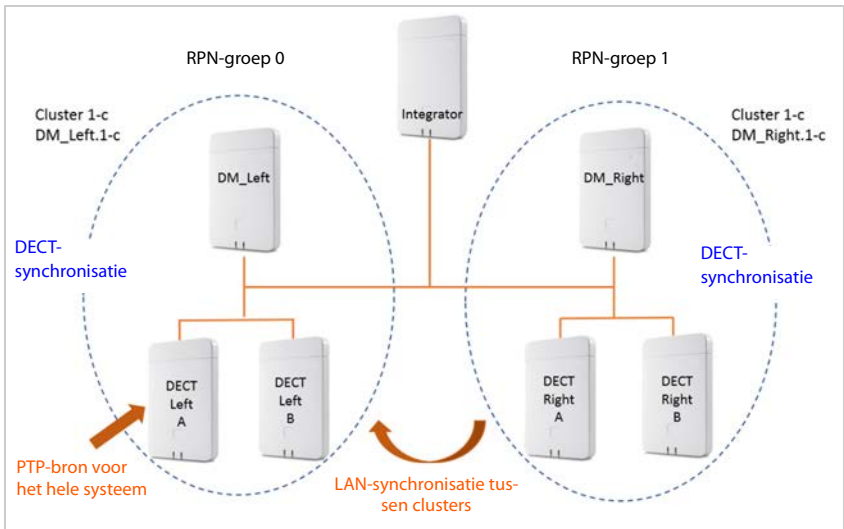 RPN-groep 0
RPN-groep 1
Integrator
Cluster 1-c
DM_Left.1-c
Cluster 1-c
DM_Right.1-c
DM_Left
DM_Right
DECT-
synchronisatie
DECT-
synchronisatie
DECT
Left
A
DECT
Left
B
DECT
Right
A
DECT
Right
B
PTP-bron voor
het hele systeem
LAN-synchronisatie tus-
sen clusters